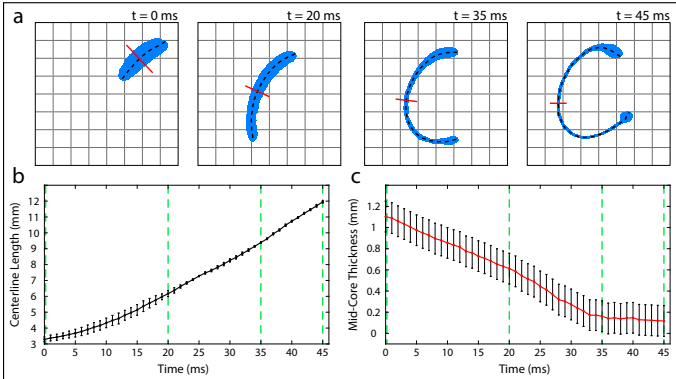 a
t = 0 ms
t = 20 ms
t = 35 ms
t = 45 ms
b
c
Centerline Length (mm)
12
11
10
9
8
7
6
5
4
3
0 5 10 15 20 25 30 35 40 45
Time (ms)
Mid-Core Thickness (mm)
1.2
1
0.8
0.6
0.4
0.2
0
0 5 10 15 20 25 30 35 40 45
Time (ms)